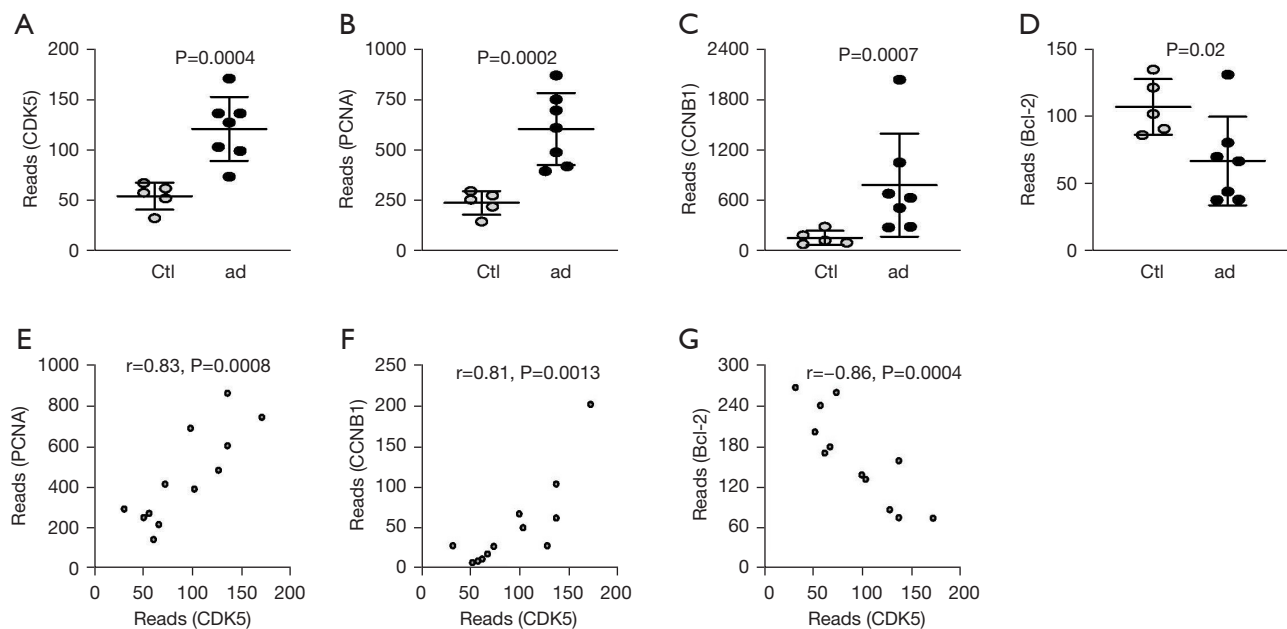 A
P=0.0004
Reads (CDK5)
200
150
100
50
0
Ctl ad
B
P=0.0002
Reads (PCNA)
1000
750
500
250
0
Ctl ad
C
P=0.0007
Reads (CCNB1)
2400
1800
1200
600
0
Ctl ad
D
P=0.02
Reads (Bcl-2)
150
100
50
0
Ctl ad
E
r=0.83, P=0.0008
Reads (PCNA)
1000
800
600
400
200
0
0 50 100 150 200
Reads (CDK5)
F
r=0.81, P=0.0013
Reads (CCNB1)
250
200
150
100
50
0
0 50 100 150 200
Reads (CDK5)
G
r=−0.86, P=0.0004
Reads (Bcl-2)
300
240
180
120
60
0
0 50 100 150 200
Reads (CDK5)